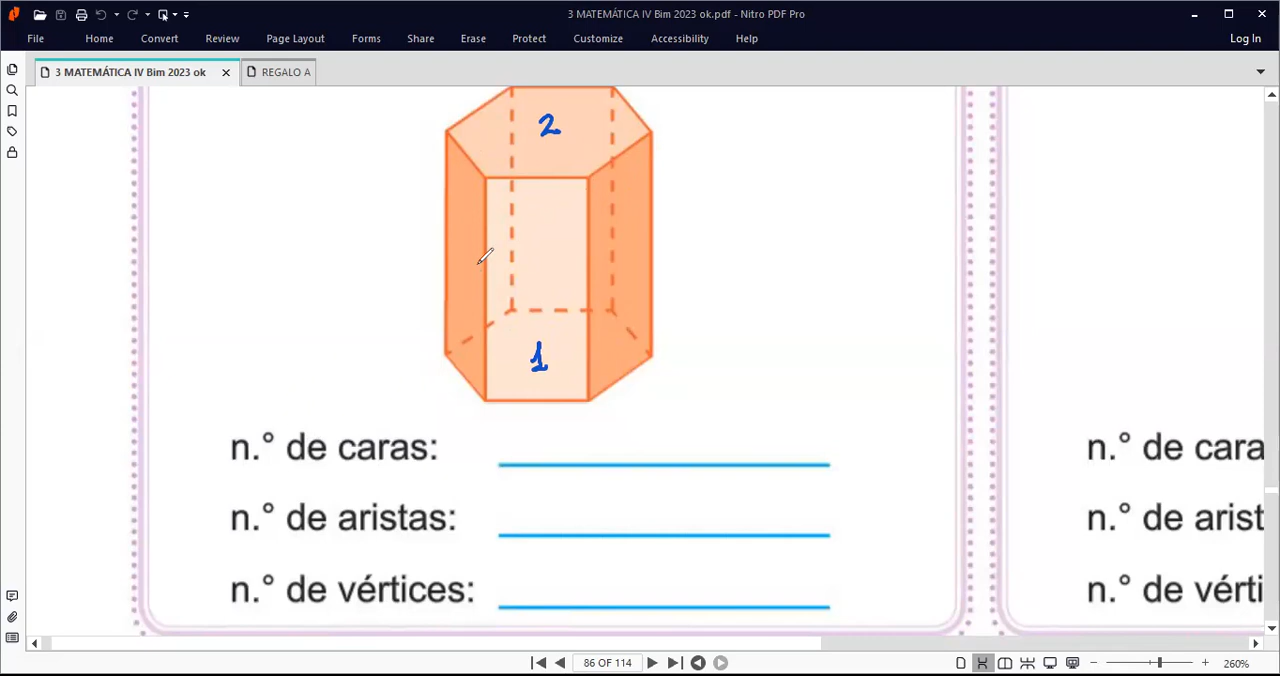 3 MATEMÁTICA IV Bim 2023 ok.pdf - Nitro PDF Pro
File Home Convert Review Page Layout Forms Share Erase Protect Customize Accessibility Help Log In
3 MATEMÁTICA IV Bim 2023 ok REGALO A
2
1
n.° de caras:
n.° de aristas:
n.° de vértices:
n.° de cara
n.° de arist
n.° de vérti
86 OF 114
260%